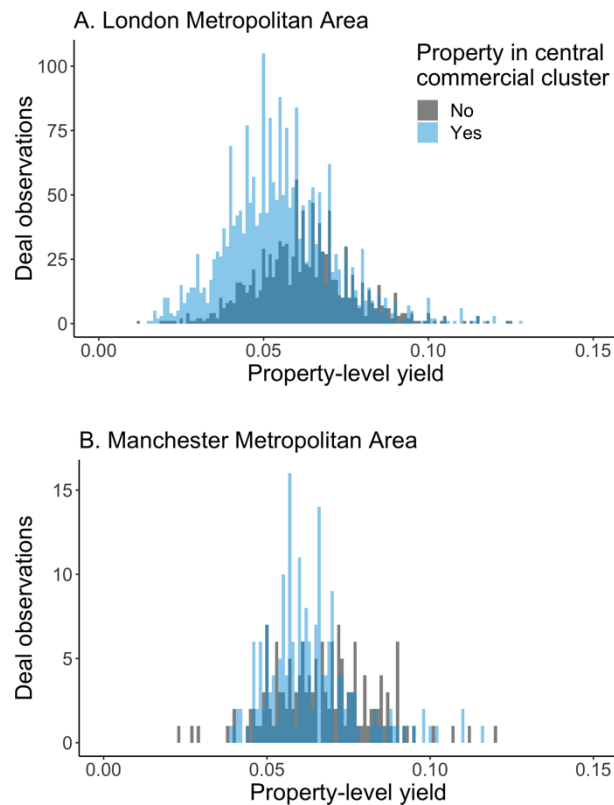 A. London Metropolitan Area
Property in central
commercial cluster
No
Yes
100
75
50
25
0
Deal observations
0.00 0.05 0.10 0.15
Property-level yield
B. Manchester Metropolitan Area
15
10
5
0
Deal observations
0.00 0.05 0.10 0.15
Property-level yield